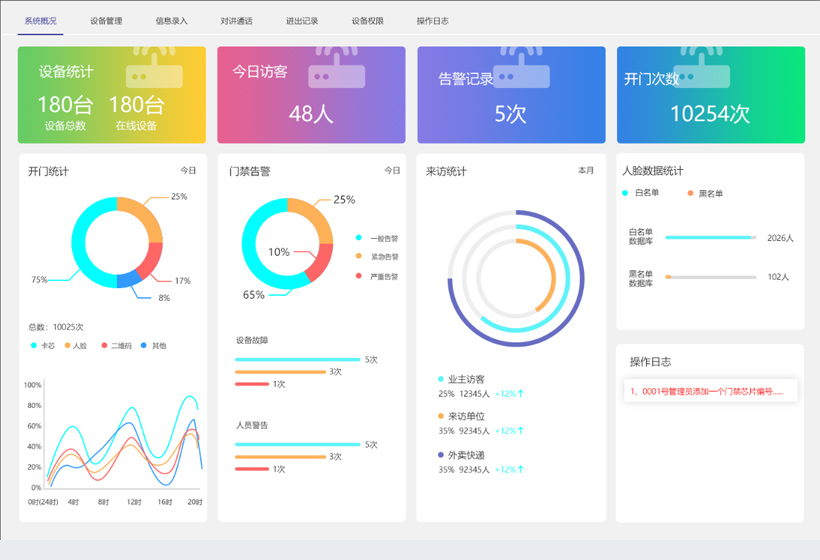 系统概况 设备管理 信息录入 对讲通话 进出记录 设备权限 操作日志
设备统计
180台 180台
设备总数 在线设备
今日访客
48人
告警记录
5次
开门次数
10254次
开门统计 今日
25%
75%
17%
8%
总数：10025次
卡芯 人脸 二维码 其他
100%
80%
60%
40%
20%
0%
0时(24时) 4时 8时 12时 16时 20时
门禁告警 今日
25%
10%
65%
一般告警
紧急告警
严重告警
设备故障
5次
3次
1次
人员警告
5次
3次
1次
来访统计 本月
业主访客
25% 12345人 +12%↑
来访单位
35% 92345人 +12%↑
外卖快递
35% 92345人 +12%↑
人脸数据统计
白名单 黑名单
白名单
数据库
2026人
黑名单
数据库
102人
操作日志
1、0001号管理员添加一个门禁芯片编号......